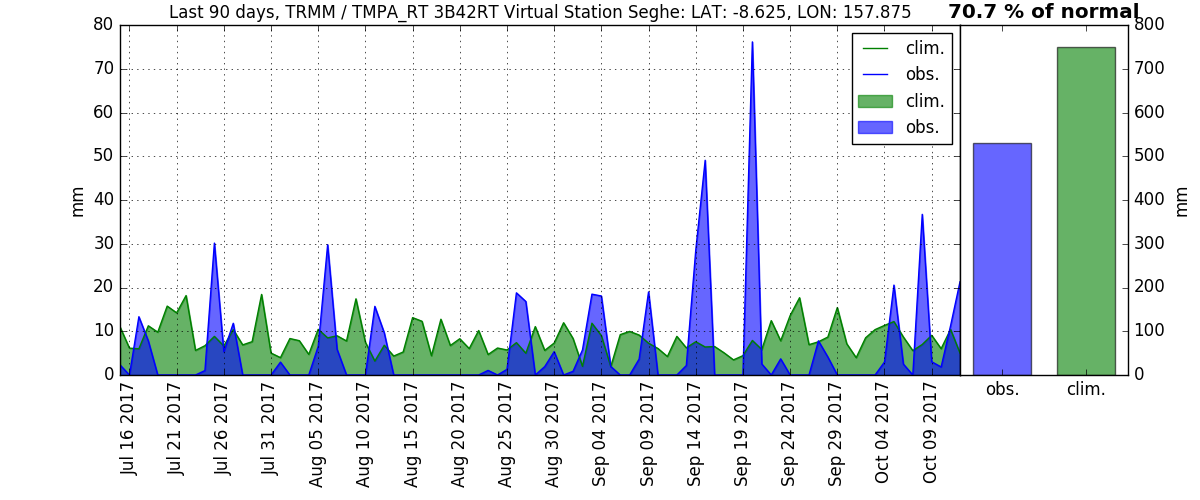 Last 90 days, TRMM / TMPA_RT 3B42RT Virtual Station Seghe: LAT: -8.625, LON: 157.875
70.7 % of normal
80
70
60
50
40
30
20
10
0
mm
clim.
obs.
clim.
obs.
800
700
600
500
400
300
200
100
0
mm
obs.
clim.
Jul 16 2017
Jul 21 2017
Jul 26 2017
Jul 31 2017
Aug 05 2017
Aug 10 2017
Aug 15 2017
Aug 20 2017
Aug 25 2017
Aug 30 2017
Sep 04 2017
Sep 09 2017
Sep 14 2017
Sep 19 2017
Sep 24 2017
Sep 29 2017
Oct 04 2017
Oct 09 2017